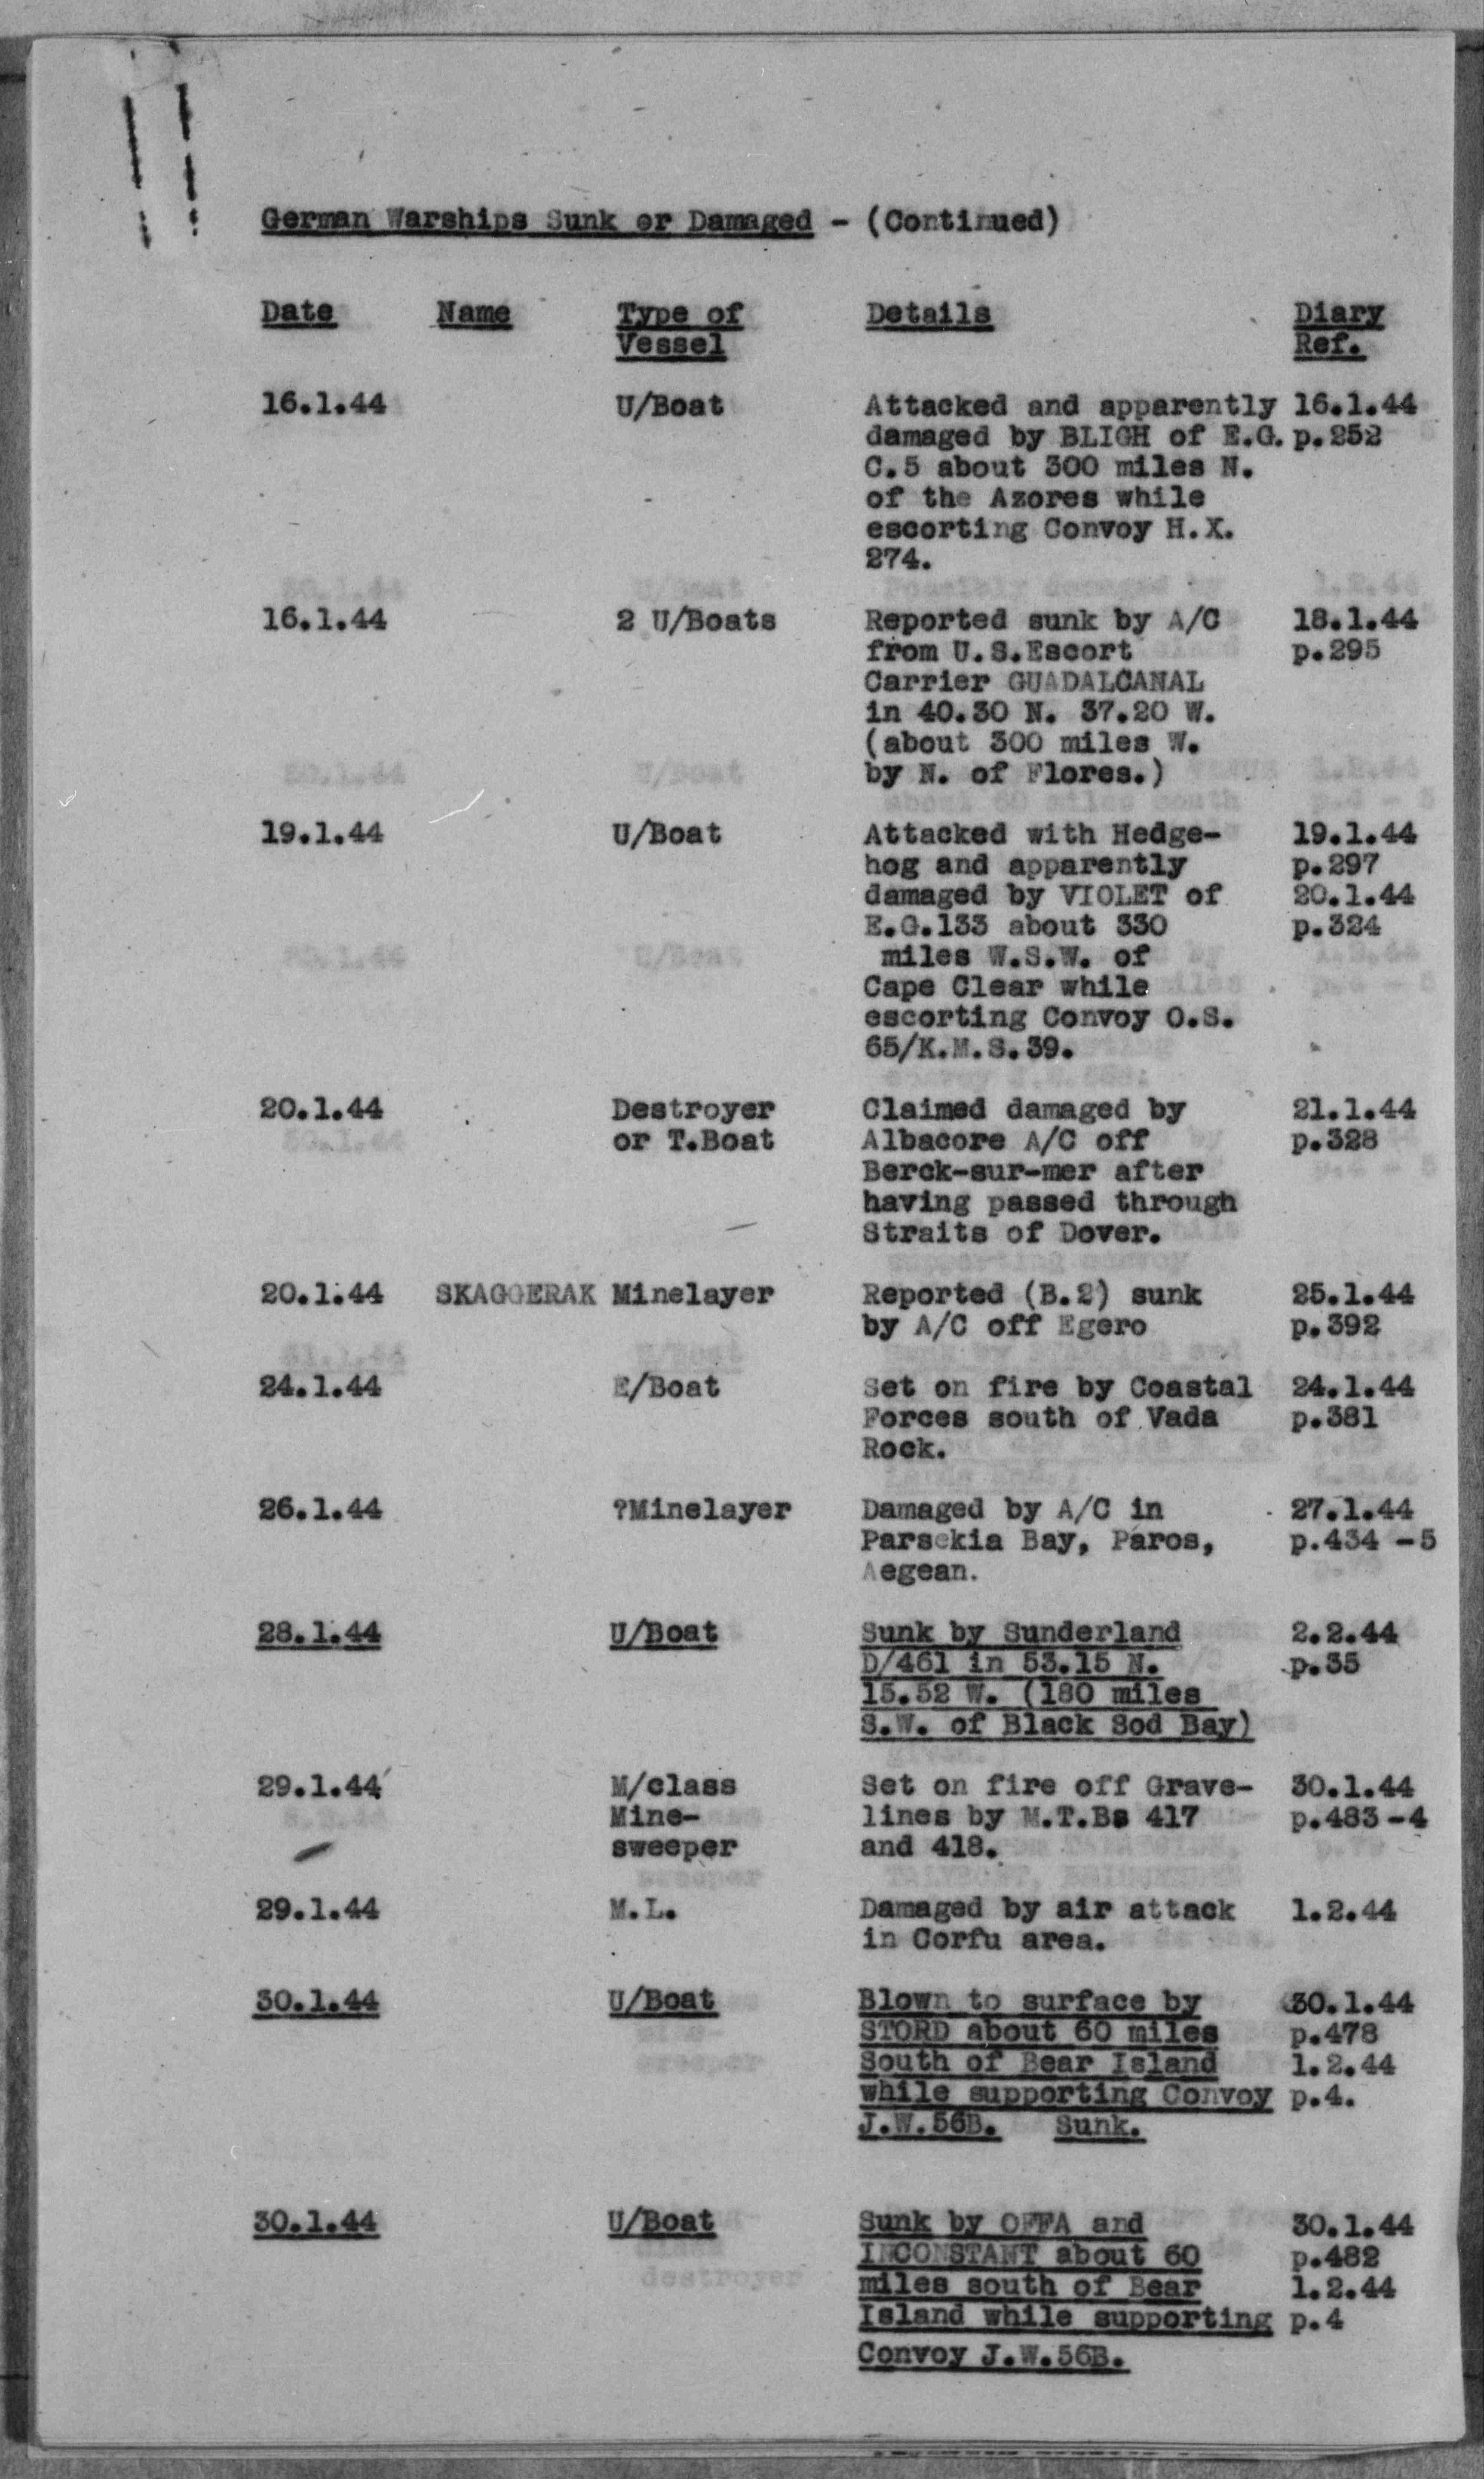 German Warships Sunk or Damaged - (Continued)
Date Name Type of Vessel Details Diary Ref.
16.1.44 U/Boat Attacked and apparently 16.1.44
damaged by BLIGH of E.G. p.252
C.5 about 300 miles N.
of the Azores while
escorting Convoy H.X.
274.
16.1.44 2 U/Boats Reported sunk by A/C 18.1.44
from U.S.Escort p.295
Carrier GUADALCANAL
in 40.30 N. 37.20 W.
(about 300 miles W.
by N. of Flores.)
19.1.44 U/Boat Attacked with Hedge- 19.1.44
hog and apparently p.297
damaged by VIOLET of 20.1.44
E.G.133 about 330 p.324
miles W.S.W. of
Cape Clear while
escorting Convoy O.S.
65/K.M.S.39.
20.1.44 Destroyer Claimed damaged by 21.1.44
or T.Boat Albacore A/C off p.328
Berck-sur-mer after
having passed through
Straits of Dover.
20.1.44 SKAGGERAK Minelayer Reported (B.2) sunk 25.1.44
by A/C off Egero p.392
24.1.44 E/Boat Set on fire by Coastal 24.1.44
Forces south of Vada p.381
Rock.
26.1.44 ?Minelayer Damaged by A/C in 27.1.44
Parsekia Bay, Paros, p.434 -5
Aegean.
28.1.44 U/Boat Sunk by Sunderland 2.2.44
D/461 in 53.15 N. p.35
15.52 W. (180 miles
S.W. of Black Sod Bay)
29.1.44 M/class Set on fire off Grave- 30.1.44
Mine- lines by M.T.Bs 417 p.483-4
sweeper and 418.
29.1.44 M.L. Damaged by air attack 1.2.44
in Corfu area.
30.1.44 U/Boat Blown to surface by 30.1.44
STORD about 60 miles p.478
South of Bear Island 1.2.44
while supporting Convoy p.4.
J.W.56B. Sunk.
30.1.44 U/Boat Sunk by OFFA and 30.1.44
INCONSTANT about 60 p.482
miles south of Bear 1.2.44
Island while supporting p.4
Convoy J.W.56B.